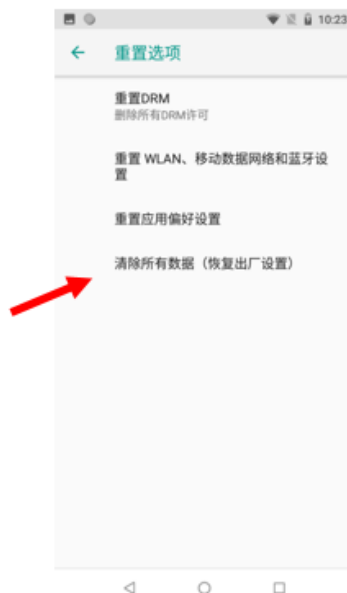 10:23
重置选项
重置DRM
删除所有DRM许可
重置 WLAN、移动数据网络和蓝牙设
置
重置应用偏好设置
清除所有数据（恢复出厂设置）